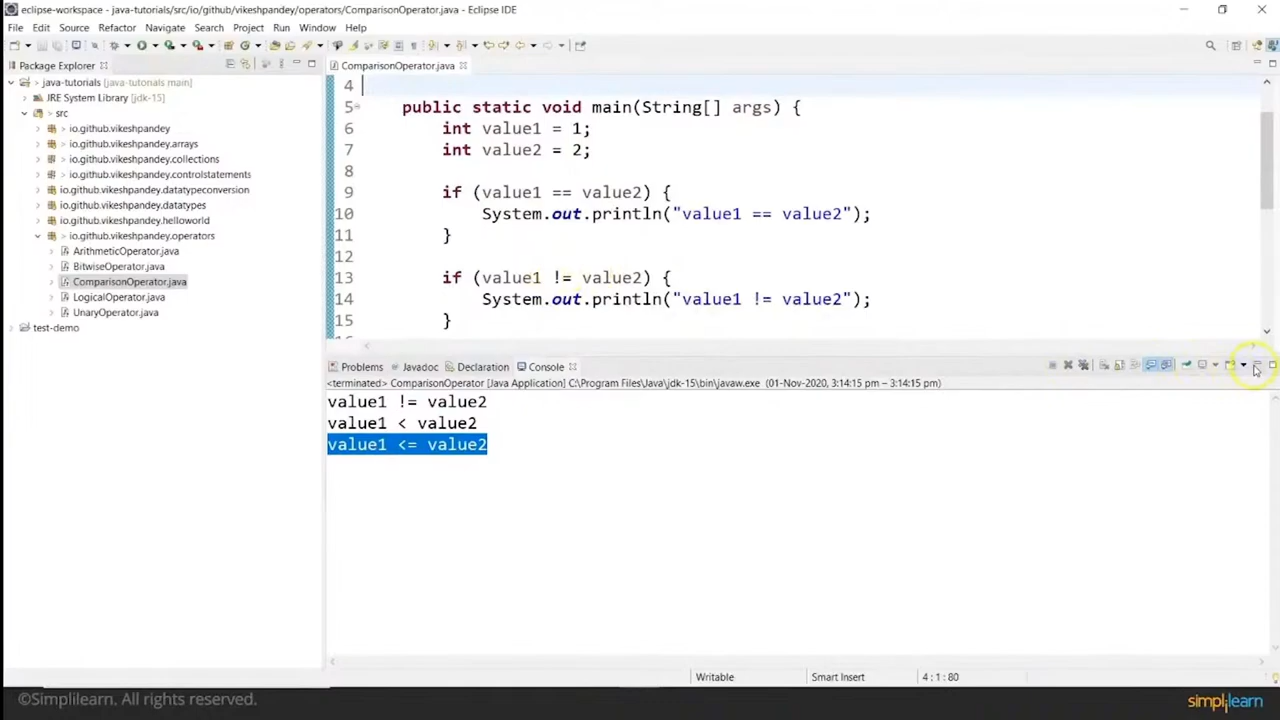 eclipse-workspace - java-tutorials/src/io/github/vikeshpandey/operators/ComparisonOperator.java - Eclipse IDE
File Edit Source Refactor Navigate Search Project Run Window Help
Package Explorer
java-tutorials [java-tutorials main]
JRE System Library [jdk-15]
src
io.github.vikeshpandey
io.github.vikeshpandey.arrays
io.github.vikeshpandey.collections
io.github.vikeshpandey.controlstatements
io.github.vikeshpandey.datatypeconversion
io.github.vikeshpandey.datatypes
io.github.vikeshpandey.helloworld
io.github.vikeshpandey.operators
ArithmeticOperator.java
BitwiseOperator.java
ComparisonOperator.java
LogicalOperator.java
UnaryOperator.java
test-demo
ComparisonOperator.java
4
5 public static void main(String[] args) {
6 int value1 = 1;
7 int value2 = 2;
8
9 if (value1 == value2) {
10 System.out.println("value1 == value2");
11 }
12
13 if (value1 != value2) {
14 System.out.println("value1 != value2");
15 }
Problems Javadoc Declaration Console
<terminated> ComparisonOperator [Java Application] C:\Program Files\Java\jdk-15\bin\javaw.exe (01-Nov-2020, 3:14:15 pm – 3:14:15 pm)
value1 != value2
value1 < value2
value1 <= value2
Writable Smart Insert 4 : 1 : 80
©Simplilearn. All rights reserved.
simplilearn